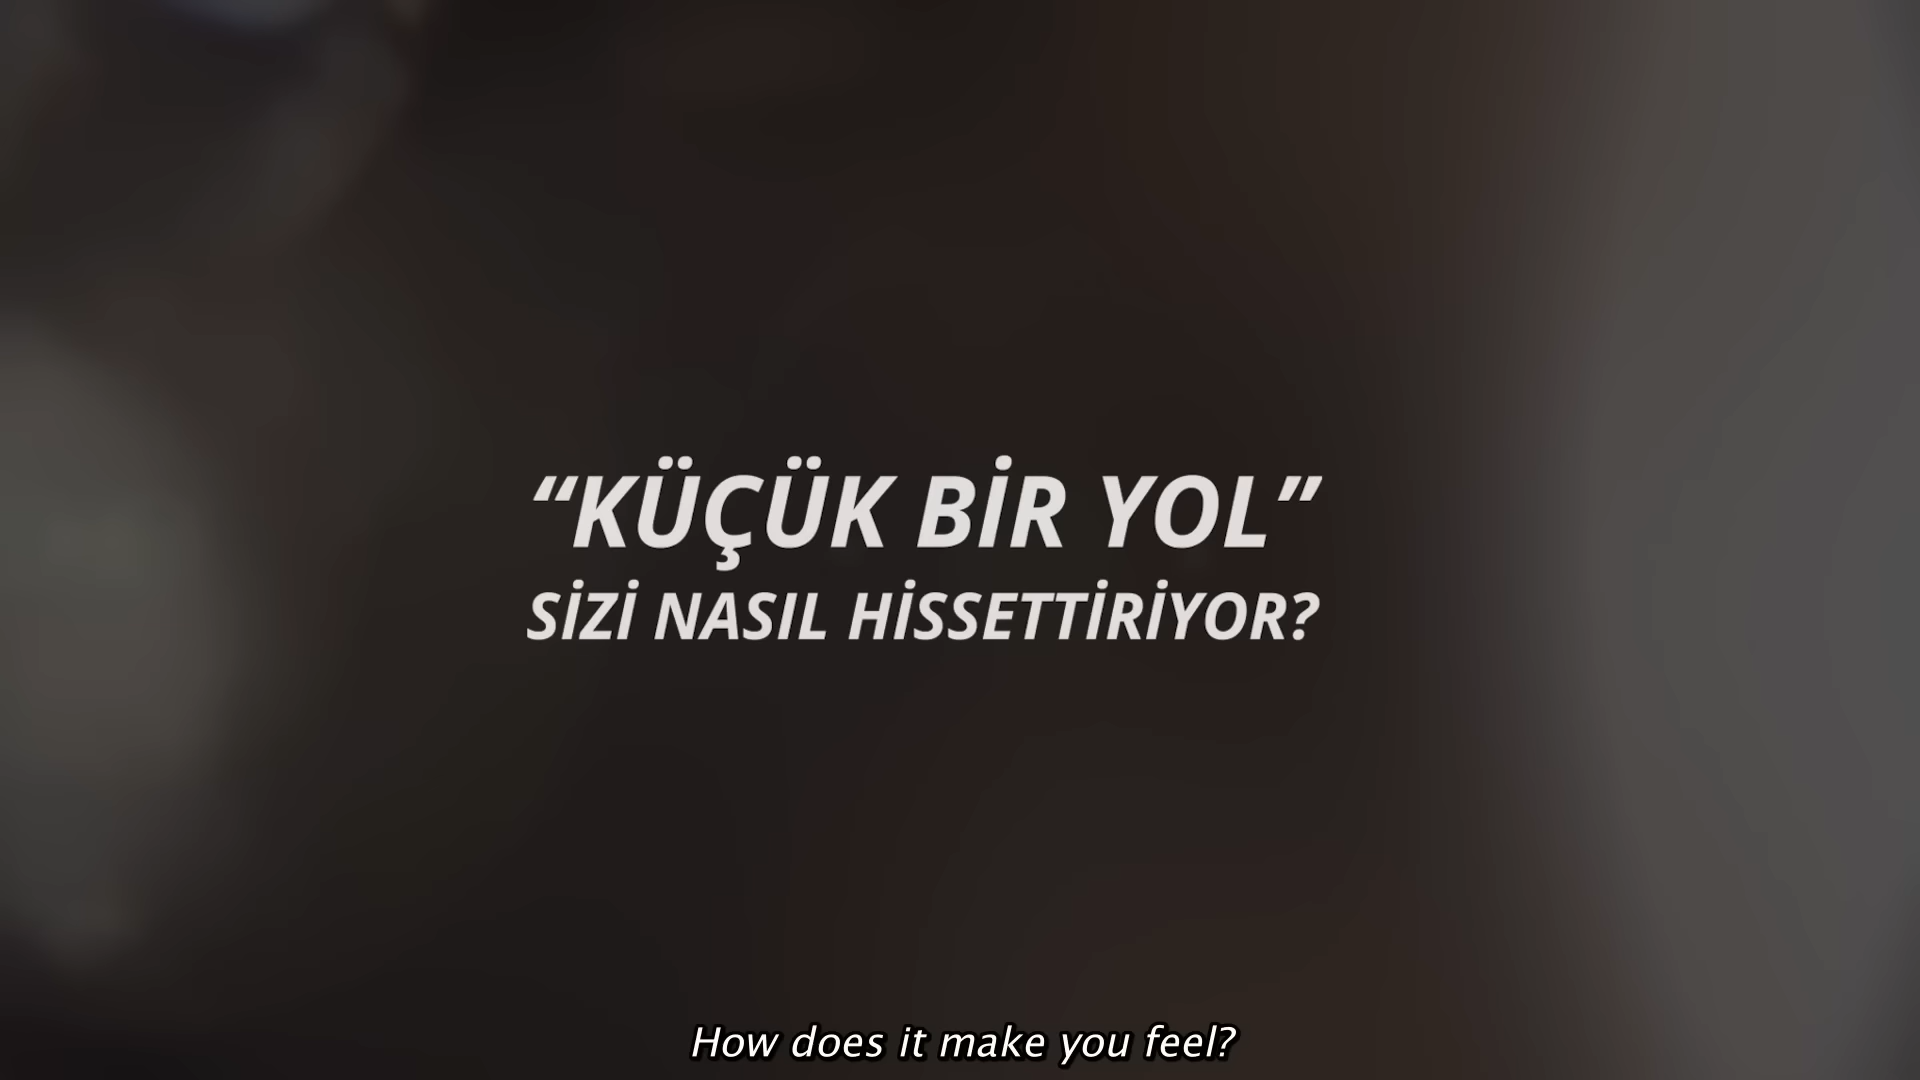 “KÜÇÜK BİR YOL”
SİZİ NASIL HİSSETTİRİYOR?
How does it make you feel?